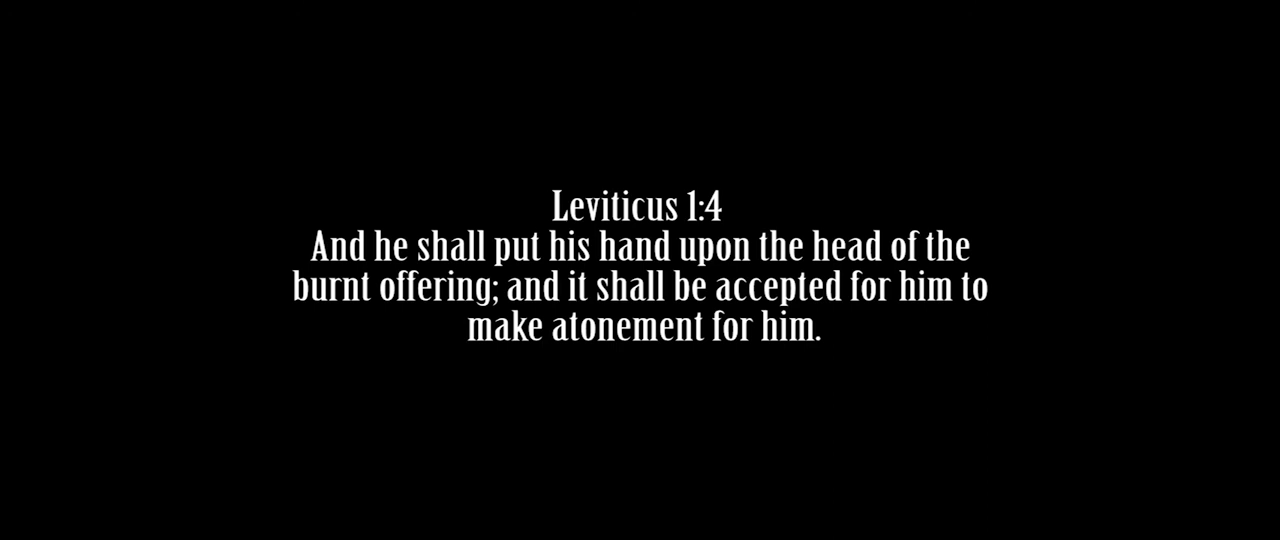 Leviticus 1:4
And he shall put his hand upon the head of the
burnt offering; and it shall be accepted for him to
make atonement for him.